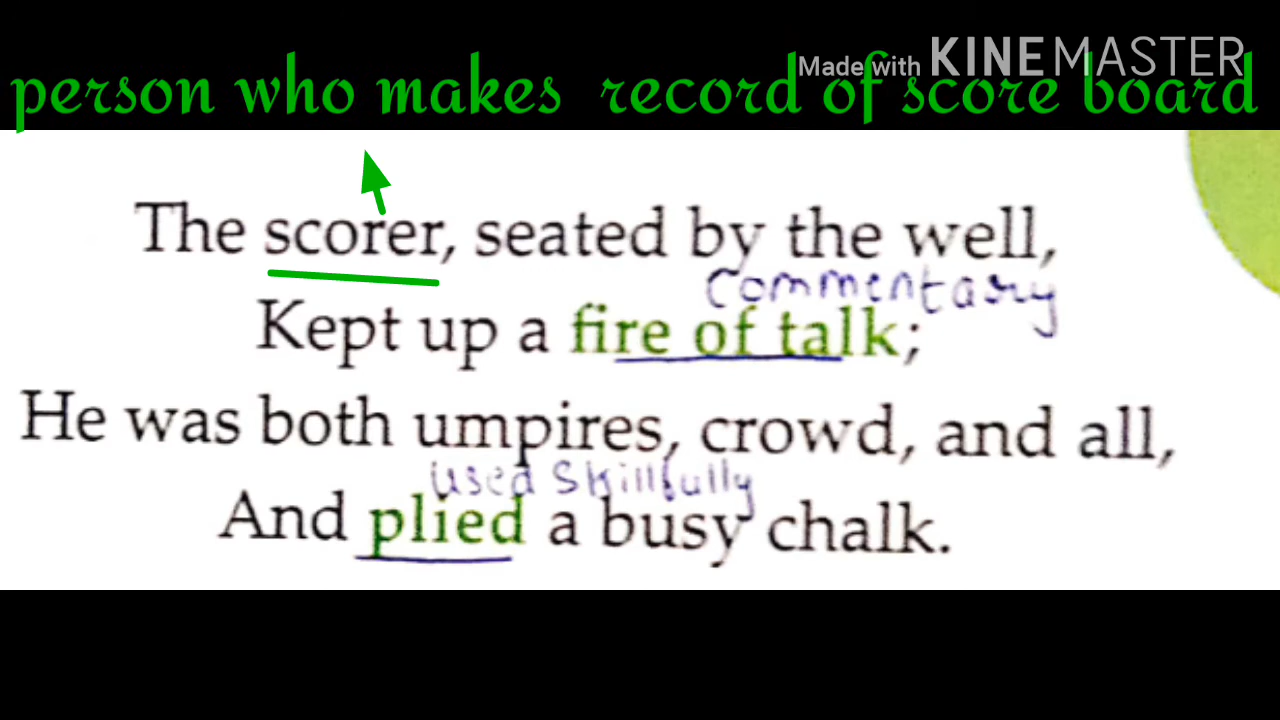 Made with KINEMASTER
person who makes record of score board
The scorer, seated by the well,
commentary
Kept up a fire of talk;
He was both umpires, crowd, and all,
used skillfully
And plied a busy chalk.